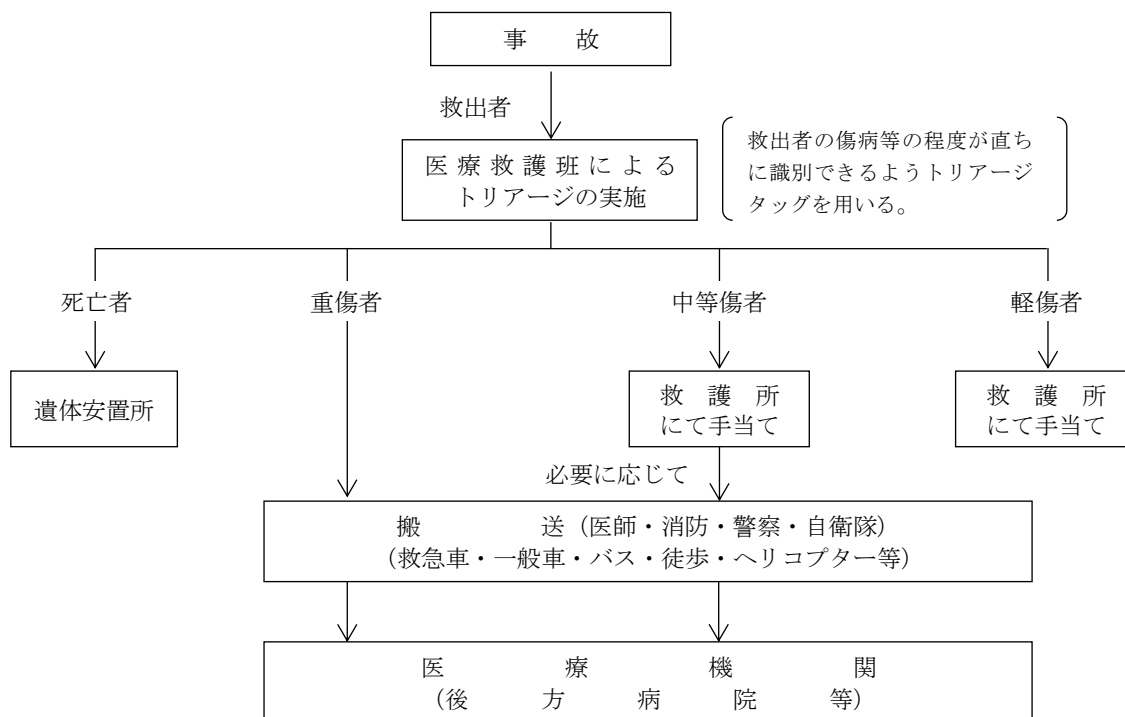 事故
救出者
医療救護班による
トリアージの実施
救出者の傷病等の程度が直ち
に識別できるようトリアージ
タッグを用いる。
死亡者
重傷者
中等傷者
軽傷者
遺体安置所
救護所
にて手当て
救護所
にて手当て
必要に応じて
搬送（医師・消防・警察・自衛隊）
（救急車・一般車・バス・徒歩・ヘリコプター等）
医療機関
（後方病院等）